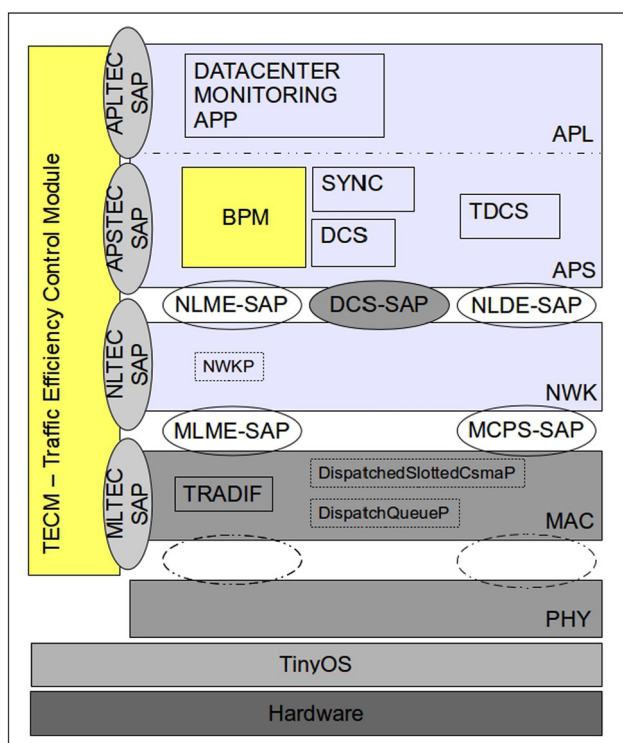 TECM – Traffic Efficiency Control Module
APLTEC
SAP
DATACENTER
MONITORING
APP
APL
APSTEC
SAP
BPM
SYNC
DCS
TDCS
APS
NLME-SAP
DCS-SAP
NLDE-SAP
NLTEC
SAP
NWKP
NWK
MLME-SAP
MCPS-SAP
MLTEC
SAP
TRADIF
DispatchedSlottedCsmaP
DispatchQueueP
MAC
PHY
TinyOS
Hardware